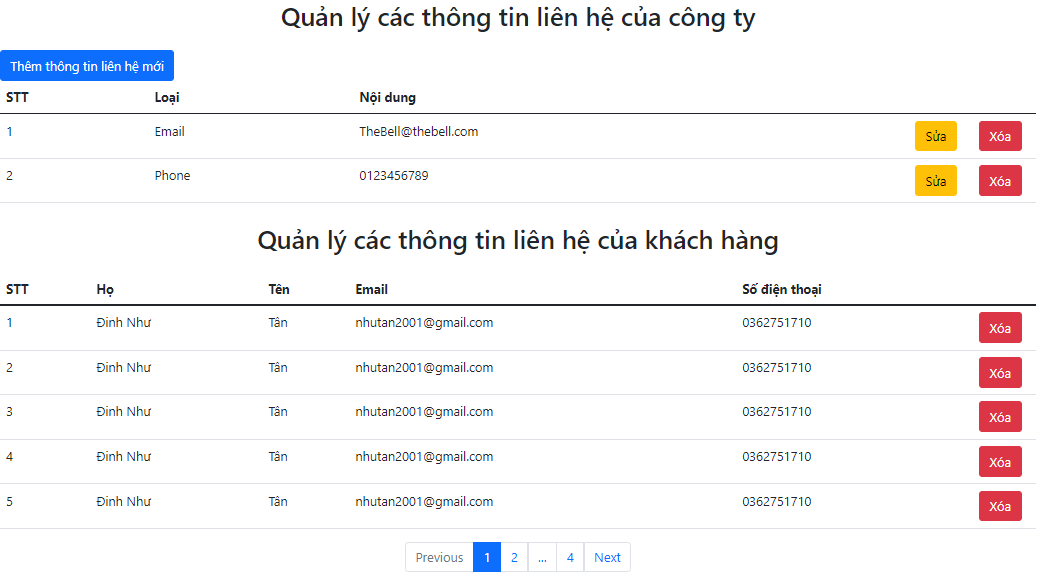 Quản lý các thông tin liên hệ của công ty
Thêm thông tin liên hệ mới
STT Loại Nội dung
1 Email TheBell@thebell.com Sửa Xóa
2 Phone 0123456789 Sửa Xóa
Quản lý các thông tin liên hệ của khách hàng
STT Họ Tên Email Số điện thoại
1 Đinh Như Tân nhutan2001@gmail.com 0362751710 Xóa
2 Đinh Như Tân nhutan2001@gmail.com 0362751710 Xóa
3 Đinh Như Tân nhutan2001@gmail.com 0362751710 Xóa
4 Đinh Như Tân nhutan2001@gmail.com 0362751710 Xóa
5 Đinh Như Tân nhutan2001@gmail.com 0362751710 Xóa
Previous 1 2 ... 4 Next